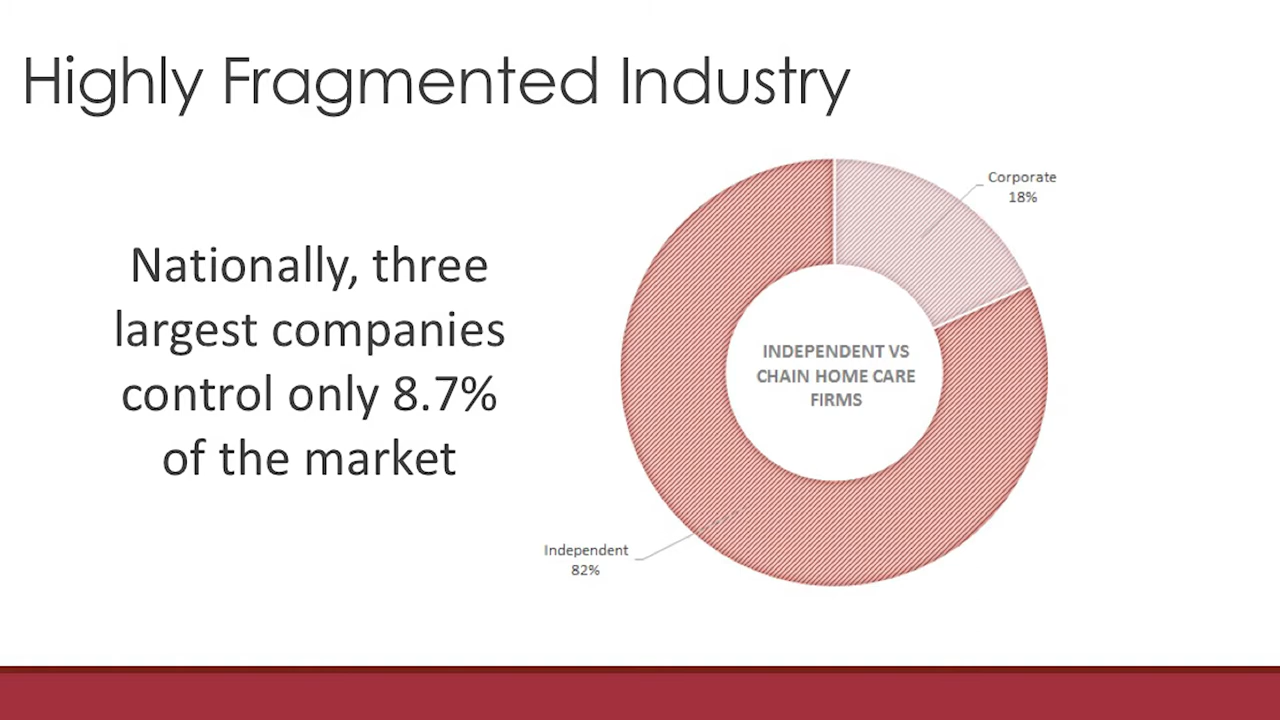 Highly Fragmented Industry
Nationally, three
largest companies
control only 8.7%
of the market
Corporate
18%
INDEPENDENT VS
CHAIN HOME CARE
FIRMS
Independent
82%